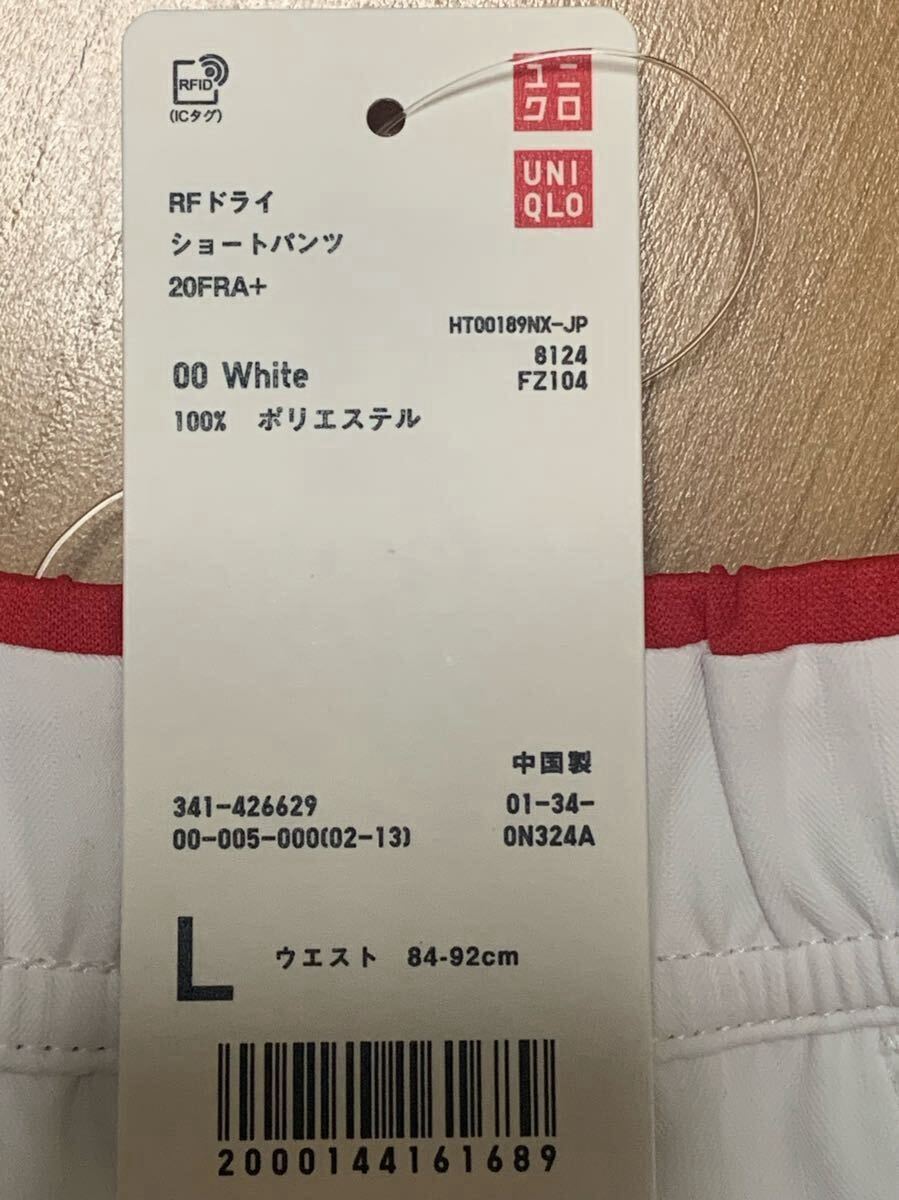 RFID
(ICタグ)
ユニ
クロ
UNI
QLO
RFドライ
ショートパンツ
20FRA+
HT00189NX-JP
8124
FZ104
00 White
100% ポリエステル
中国製
341-426629
01-34-
00-005-000(02-13)
0N324A
L
ウエスト 84-92cm
2000144161689